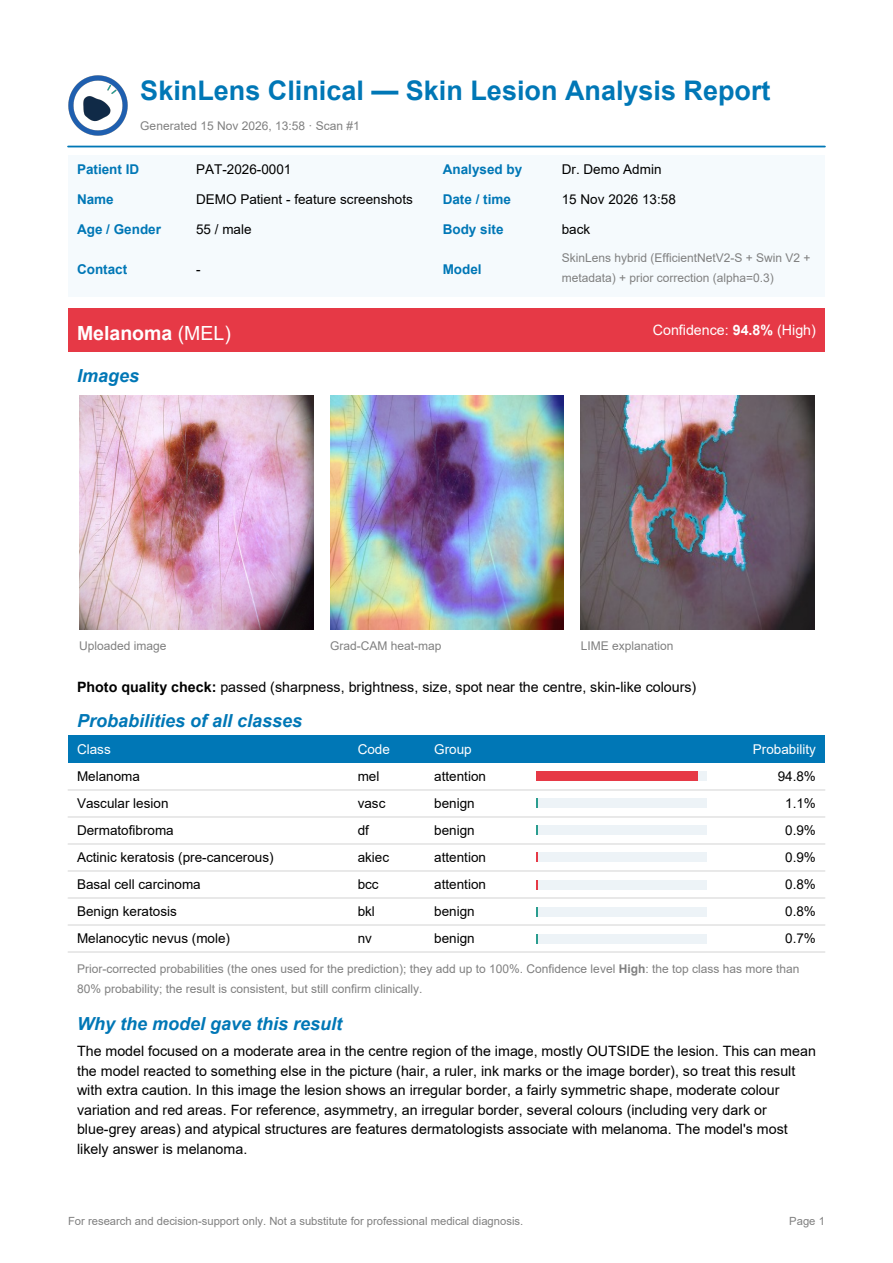 SkinLens Clinical — Skin Lesion Analysis Report
Generated 15 Nov 2026, 13:58 · Scan #1
Patient ID PAT-2026-0001 Analysed by Dr. Demo Admin
Name DEMO Patient - feature screenshots Date / time 15 Nov 2026 13:58
Age / Gender 55 / male Body site back
Contact - Model SkinLens hybrid (EfficientNetV2-S + Swin V2 +
metadata) + prior correction (alpha=0.3)
Melanoma (MEL) Confidence: 94.8% (High)
Images
Uploaded image Grad-CAM heat-map LIME explanation
Photo quality check: passed (sharpness, brightness, size, spot near the centre, skin-like colours)
Probabilities of all classes
Class Code Group Probability
Melanoma mel attention 94.8%
Vascular lesion vasc benign 1.1%
Dermatofibroma df benign 0.9%
Actinic keratosis (pre-cancerous) akiec attention 0.9%
Basal cell carcinoma bcc attention 0.8%
Benign keratosis bkl benign 0.8%
Melanocytic nevus (mole) nv benign 0.7%
Prior-corrected probabilities (the ones used for the prediction); they add up to 100%. Confidence level High: the top class has more than
80% probability; the result is consistent, but still confirm clinically.
Why the model gave this result
The model focused on a moderate area in the centre region of the image, mostly OUTSIDE the lesion. This can mean
the model reacted to something else in the picture (hair, a ruler, ink marks or the image border), so treat this result
with extra caution. In this image the lesion shows an irregular border, a fairly symmetric shape, moderate colour
variation and red areas. For reference, asymmetry, an irregular border, several colours (including very dark or
blue-grey areas) and atypical structures are features dermatologists associate with melanoma. The model's most
likely answer is melanoma.
For research and decision-support only. Not a substitute for professional medical diagnosis. Page 1